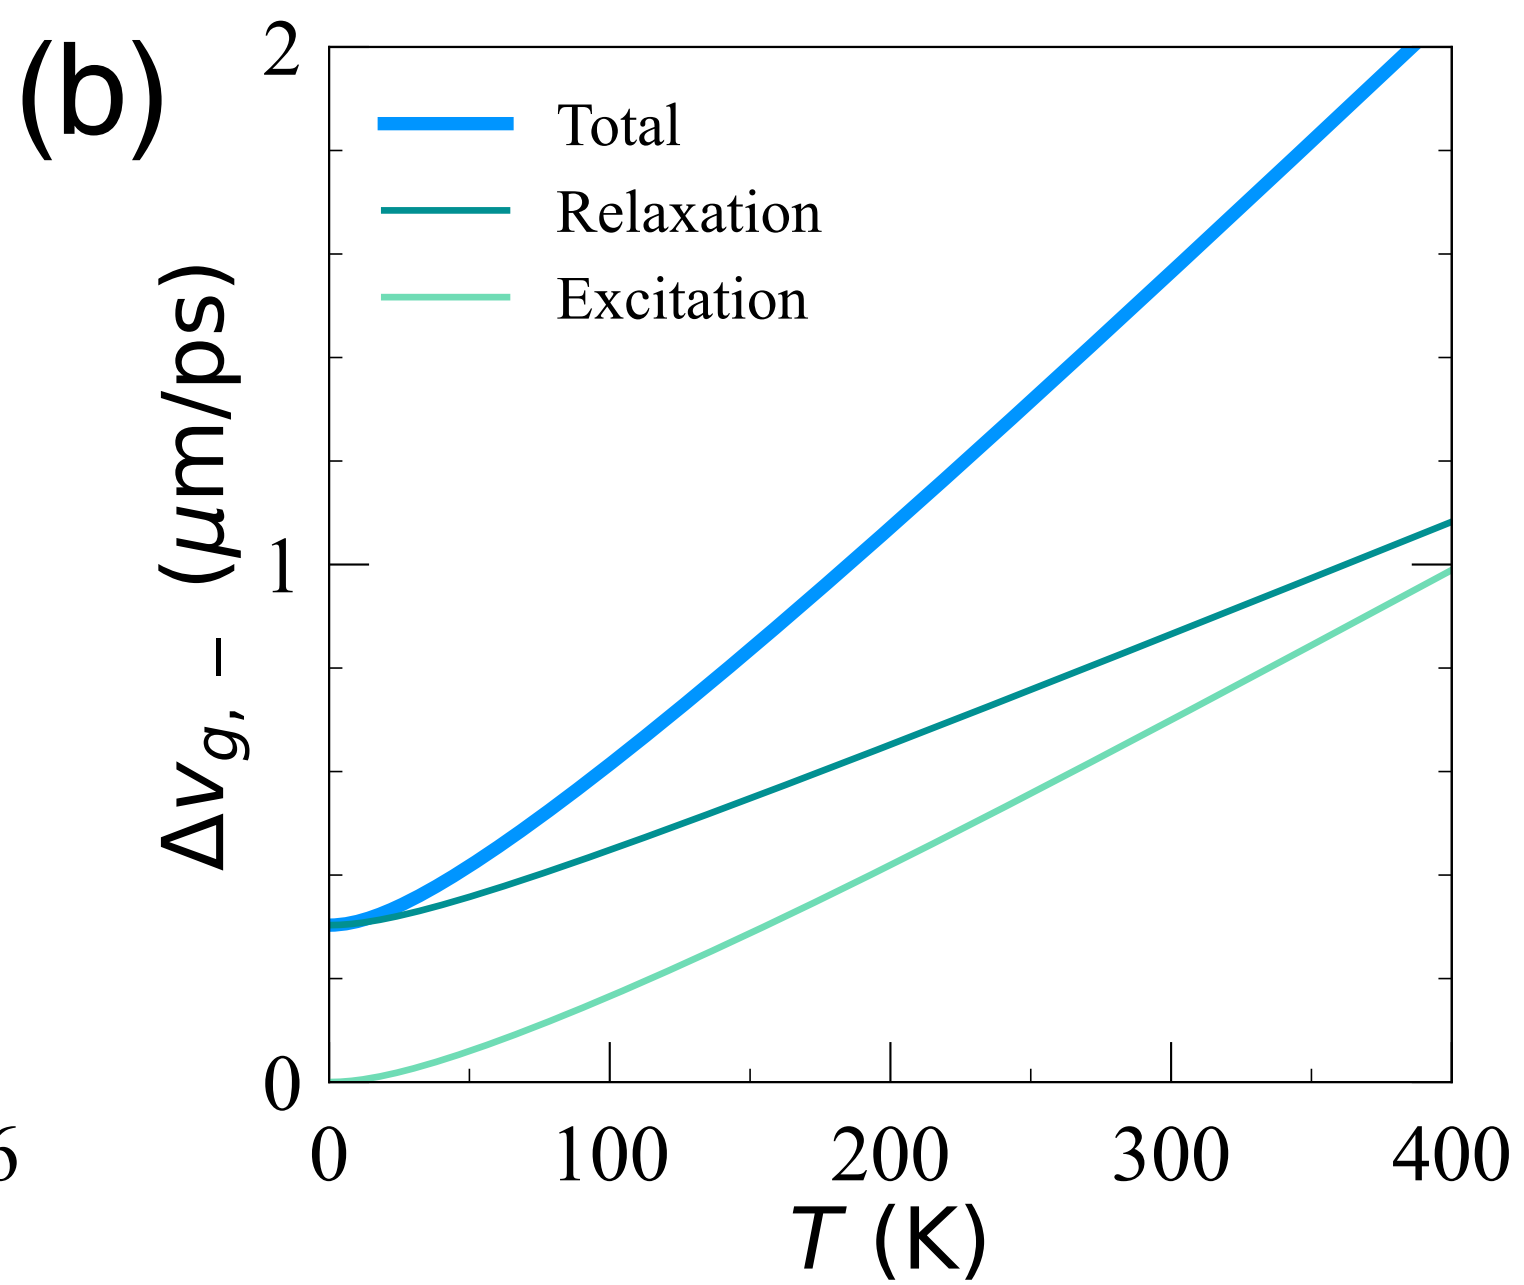 (b)
2
Total
Relaxation
Excitation
Δv_g, − (μm/ps)
1
0
6
0 100 200 300 400
T (K)